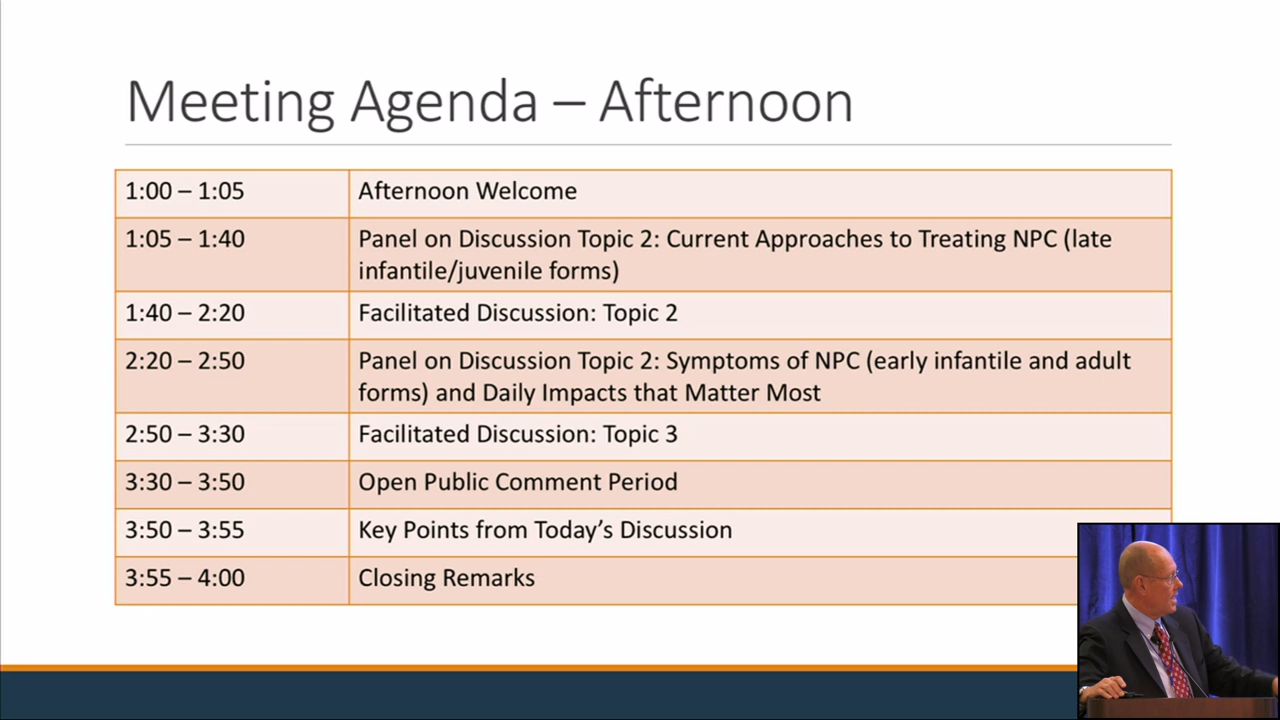 Meeting Agenda – Afternoon
1:00 – 1:05 Afternoon Welcome
1:05 – 1:40 Panel on Discussion Topic 2: Current Approaches to Treating NPC (late
infantile/juvenile forms)
1:40 – 2:20 Facilitated Discussion: Topic 2
2:20 – 2:50 Panel on Discussion Topic 2: Symptoms of NPC (early infantile and adult
forms) and Daily Impacts that Matter Most
2:50 – 3:30 Facilitated Discussion: Topic 3
3:30 – 3:50 Open Public Comment Period
3:50 – 3:55 Key Points from Today’s Discussion
3:55 – 4:00 Closing Remarks